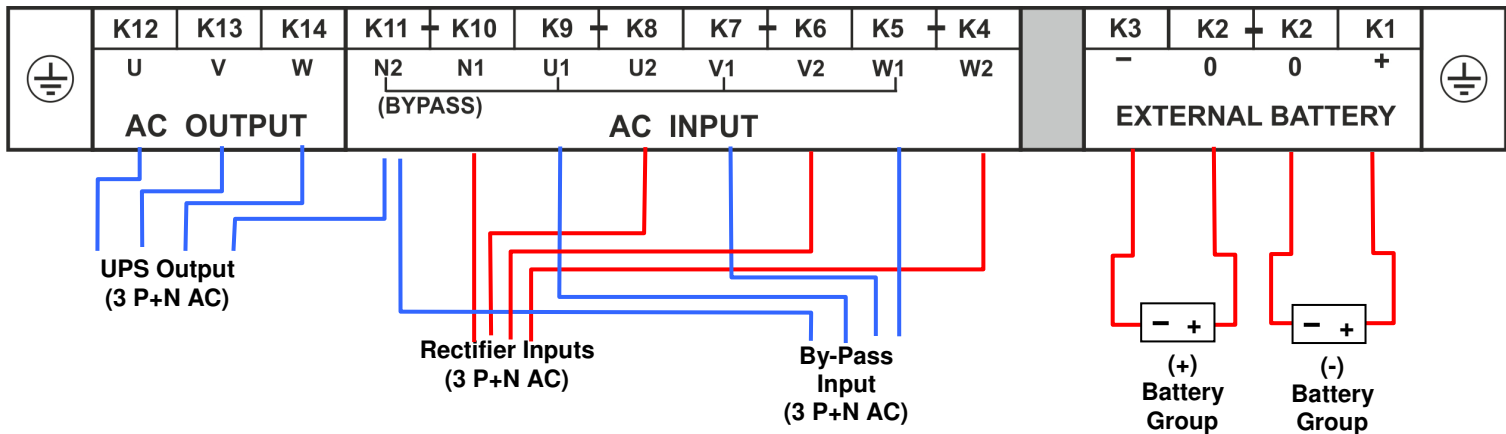 K12 K13 K14 K11 - K10 K9 - K8 K7 - K6 K5 - K4 K3 K2 - K2 K1
U V W N2 N1 U1 U2 V1 V2 W1 W2 − 0 0 +
(BYPASS)
AC OUTPUT AC INPUT EXTERNAL BATTERY
UPS Output
(3 P+N AC)
Rectifier Inputs
(3 P+N AC)
By-Pass
Input
(3 P+N AC)
− +
(+)
Battery
Group
− +
(-)
Battery
Group